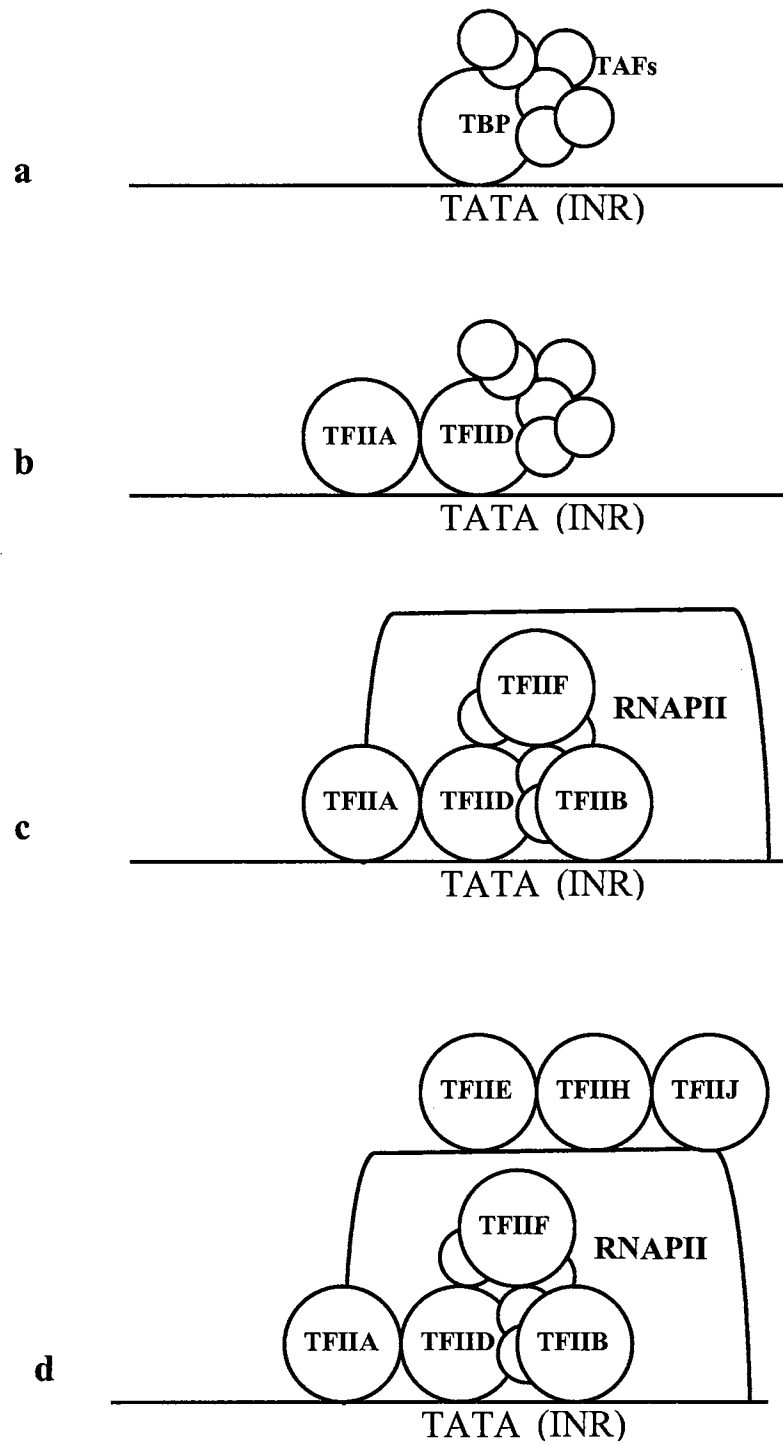 TAFs
TBP
a
TATA (INR)
TFIIA TFIID
b
TATA (INR)
TFIIF
RNAPII
TFIIA TFIID TFIIB
c
TATA (INR)
TFIIE TFIIH TFIIJ
TFIIF
RNAPII
TFIIA TFIID TFIIB
d
TATA (INR)